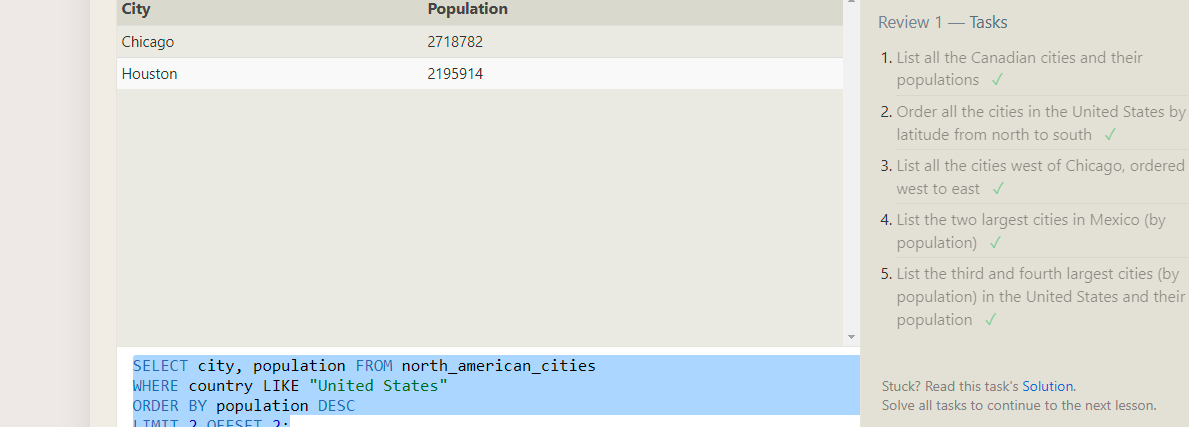 City Population
Chicago 2718782
Houston 2195914
SELECT city, population FROM north_american_cities
WHERE country LIKE "United States"
ORDER BY population DESC
LIMIT 2 OFFSET 2;
Review 1 — Tasks
1. List all the Canadian cities and their
populations ✓
2. Order all the cities in the United States by
latitude from north to south ✓
3. List all the cities west of Chicago, ordered
west to east ✓
4. List the two largest cities in Mexico (by
population) ✓
5. List the third and fourth largest cities (by
population) in the United States and their
population ✓
Stuck? Read this task's Solution.
Solve all tasks to continue to the next lesson.